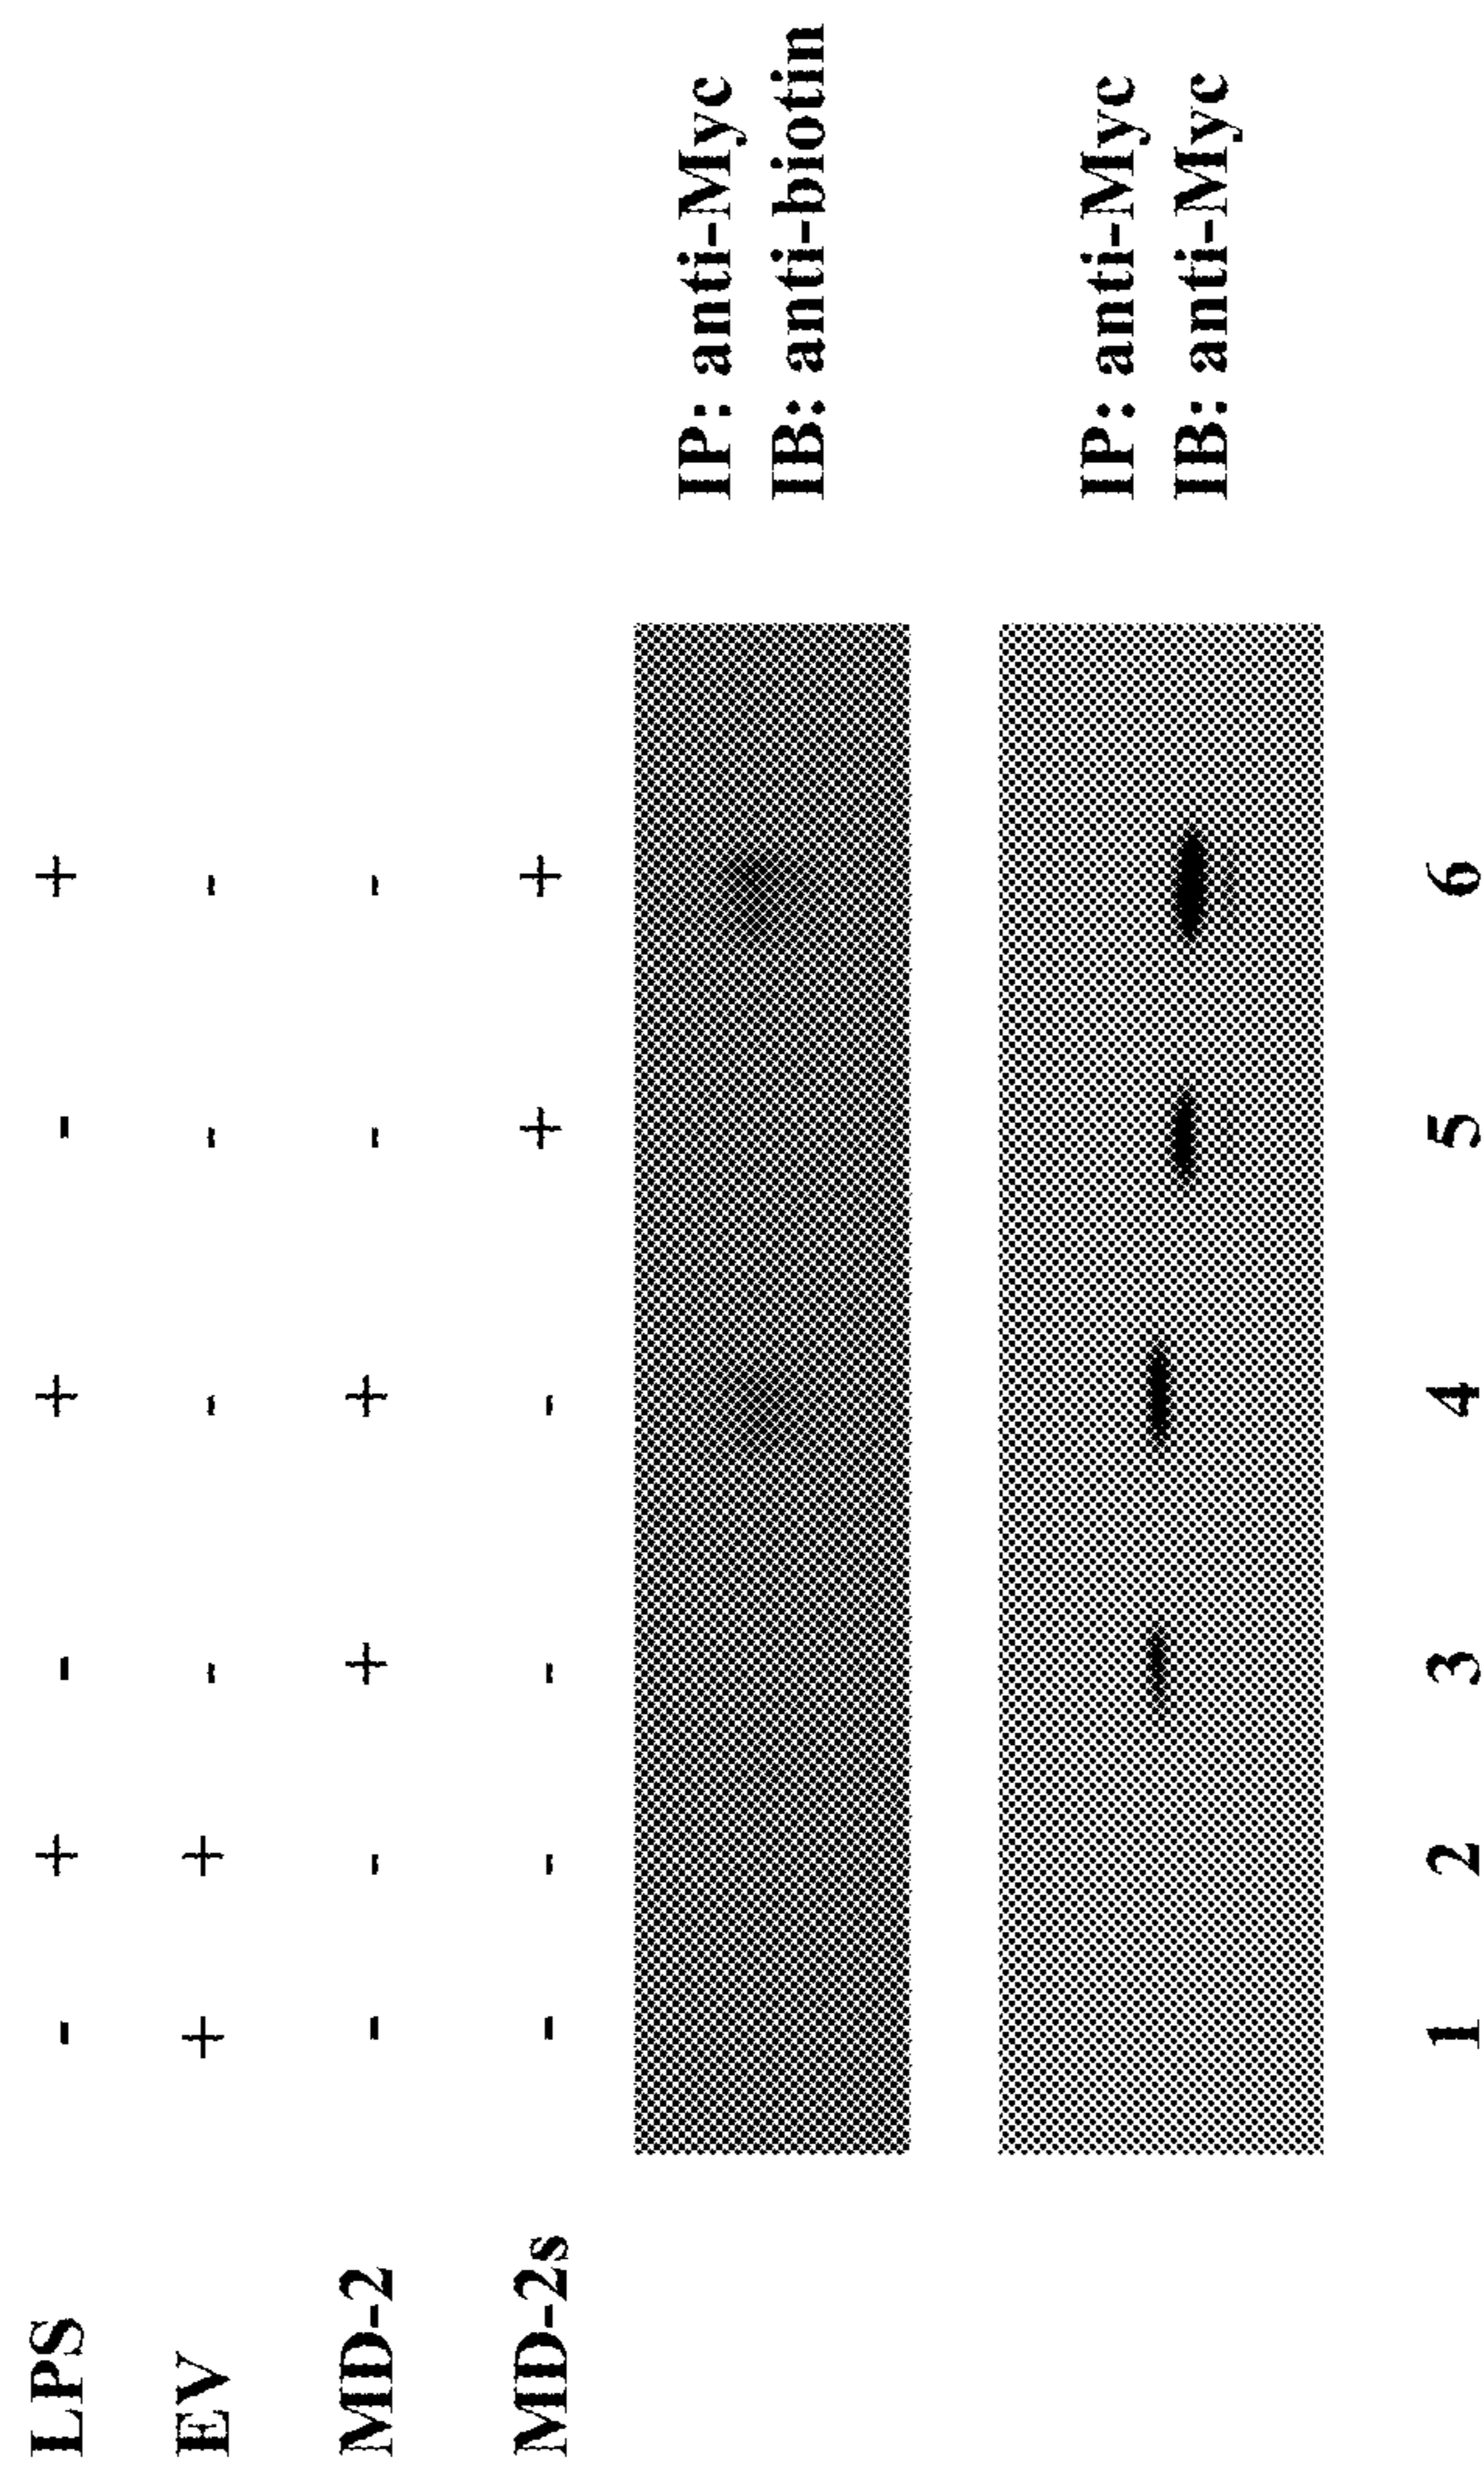 LPS - + - + - +
EV + + - - - -
MD-2 - - + + - -
MD-2s - - - - + +
IP: anti-Myc
IB: anti-biotin
IP: anti-Myc
IB: anti-Myc
1 2 3 4 5 6